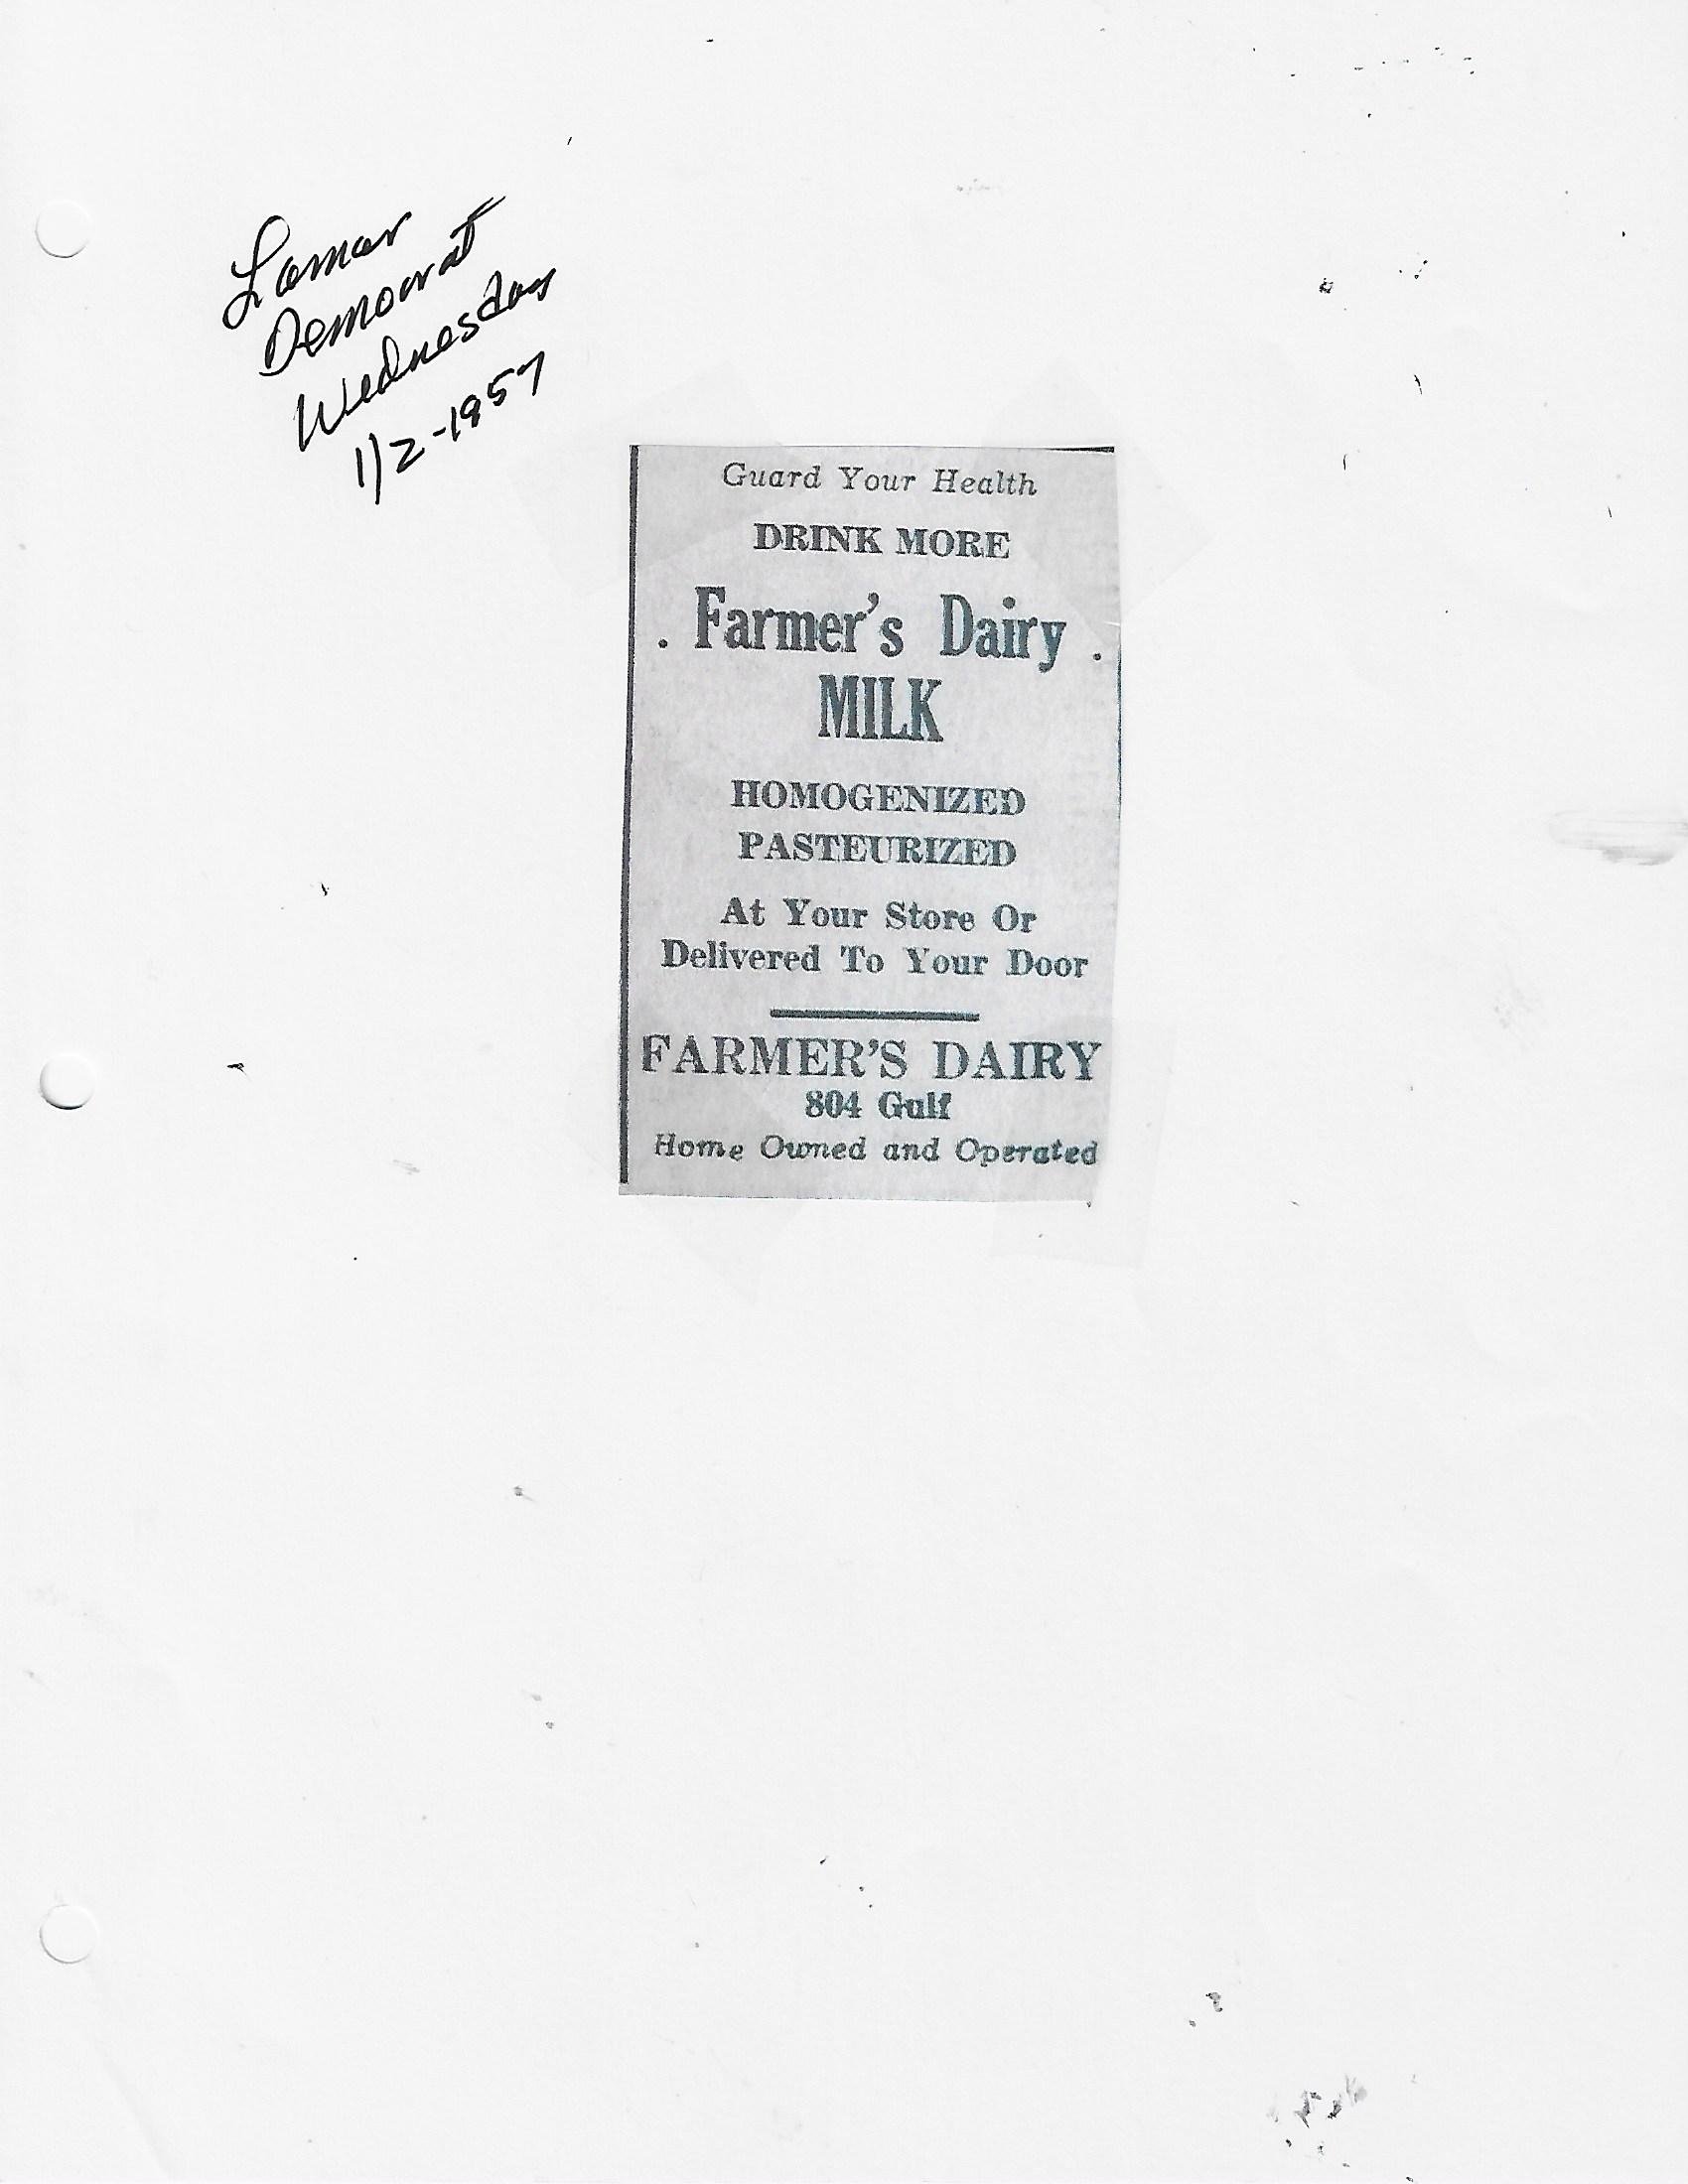 Lamar
Democrat
Wednesday
1/2-1957
Guard Your Health
DRINK MORE
. Farmer's Dairy .
MILK
HOMOGENIZED
PASTEURIZED
At Your Store Or
Delivered To Your Door
FARMER'S DAIRY
804 Gulf
Home Owned and Operated